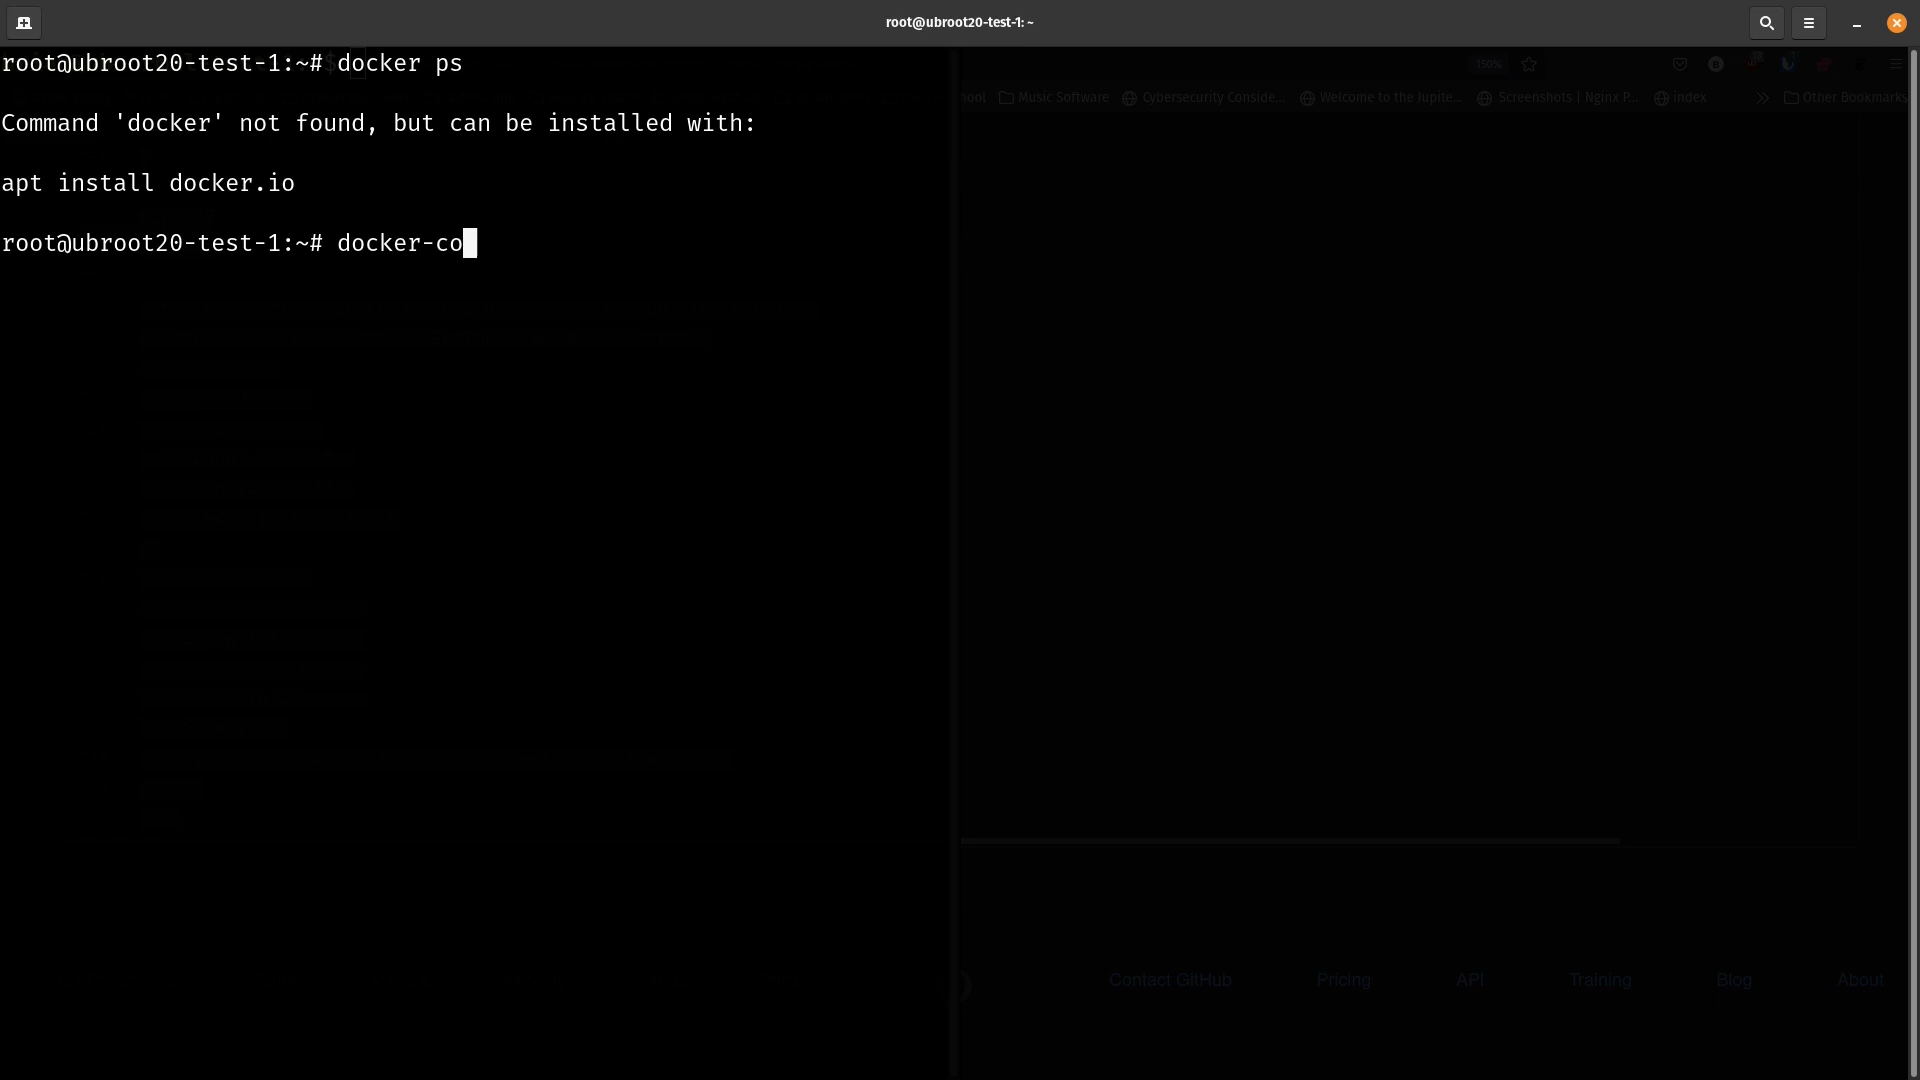 root@ubroot20-test-1: ~
root@ubroot20-test-1:~# docker ps
150%
Music Software
Cybersecurity Conside...
Welcome to the Jupite...
Screenshots | Nginx P...
index
Other Bookmarks
Command 'docker' not found, but can be installed with:
apt install docker.io
root@ubroot20-test-1:~# docker-co
Contact GitHub
Pricing
API
Training
Blog
About